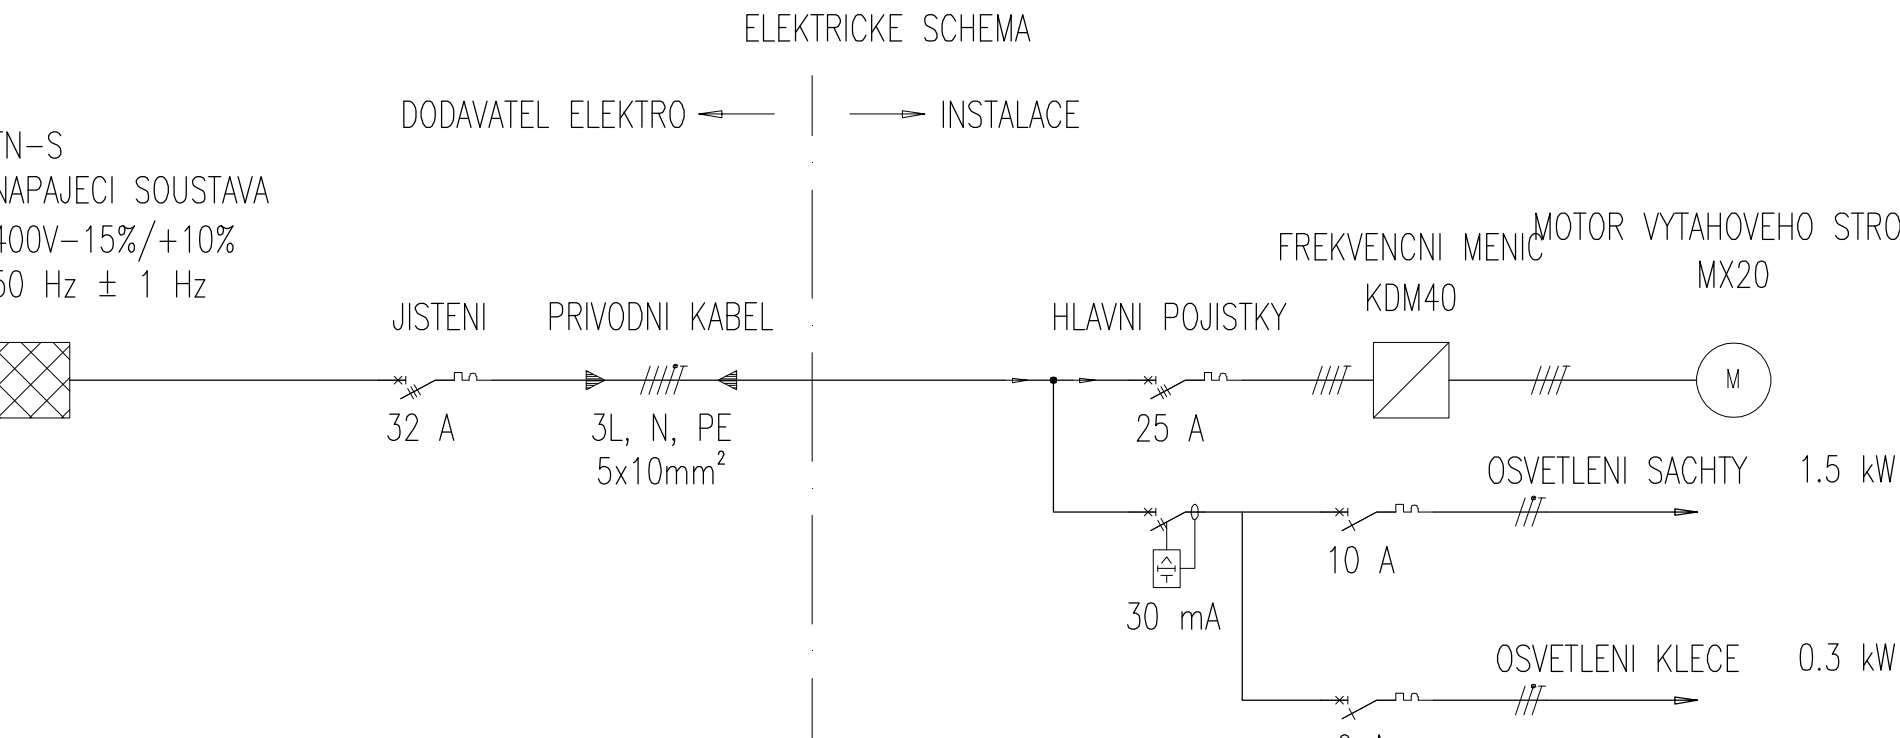 ELEKTRICKE SCHEMA
DODAVATEL ELEKTRO
INSTALACE
TN-S
NAPAJECI SOUSTAVA
400V-15%/+10%
50 Hz ± 1 Hz
JISTENI
PRIVODNI KABEL
HLAVNI POJISTKY
FREKVENCNI MENIC
KDM40
MOTOR VYTAHOVEHO STRO
MX20
M
32 A
3L, N, PE
5x10mm²
25 A
OSVETLENI SACHTY 1.5 kW
10 A
30 mA
OSVETLENI KLECE 0.3 kW